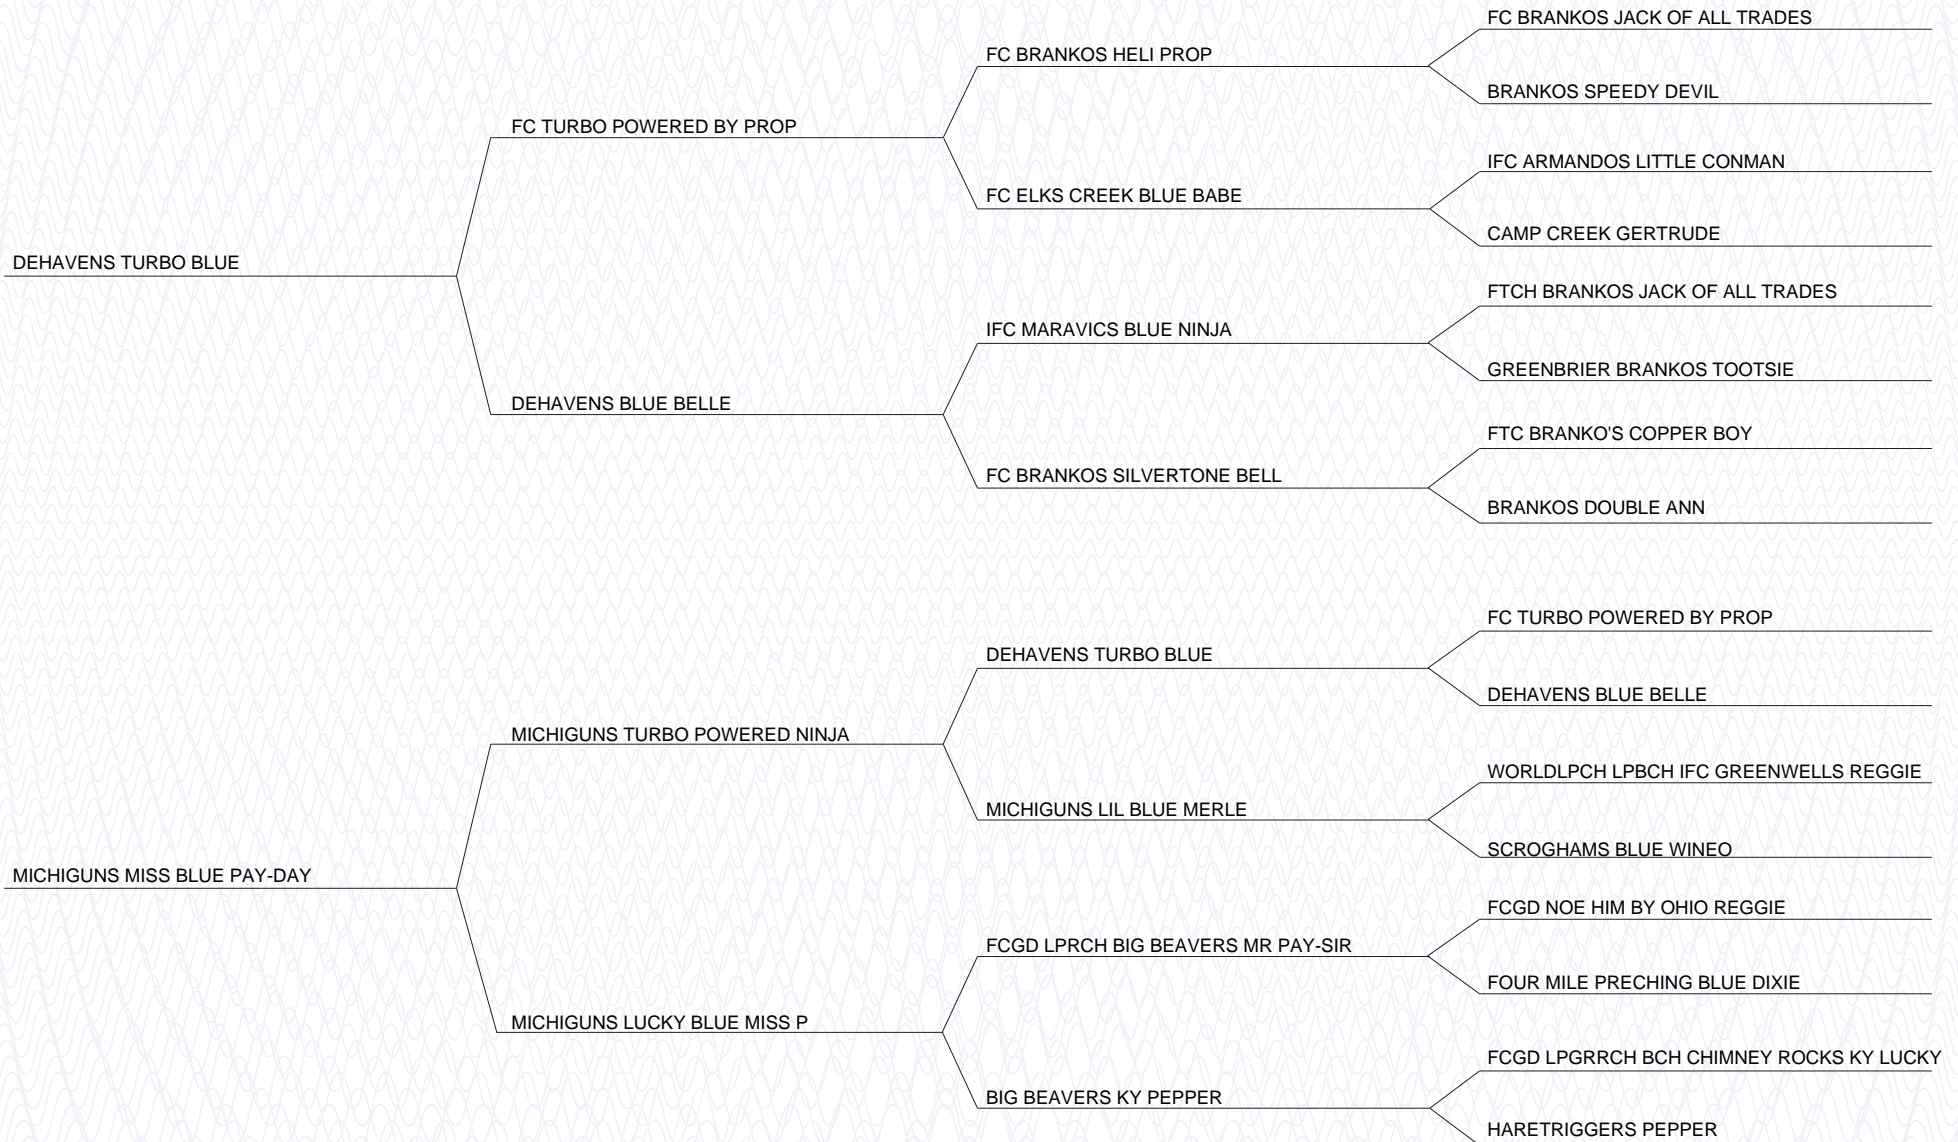 FC BRANKOS JACK OF ALL TRADES
FC BRANKOS HELI PROP
BRANKOS SPEEDY DEVIL
FC TURBO POWERED BY PROP
IFC ARMANDOS LITTLE CONMAN
FC ELKS CREEK BLUE BABE
CAMP CREEK GERTRUDE
DEHAVENS TURBO BLUE
FTCH BRANKOS JACK OF ALL TRADES
IFC MARAVICS BLUE NINJA
GREENBRIER BRANKOS TOOTSIE
DEHAVENS BLUE BELLE
FTC BRANKO'S COPPER BOY
FC BRANKOS SILVERTONE BELL
BRANKOS DOUBLE ANN
FC TURBO POWERED BY PROP
DEHAVENS TURBO BLUE
DEHAVENS BLUE BELLE
MICHIGUNS TURBO POWERED NINJA
WORLDLPCH LPBCH IFC GREENWELLS REGGIE
MICHIGUNS LIL BLUE MERLE
SCROGHAMS BLUE WINEO
MICHIGUNS MISS BLUE PAY-DAY
FCGD NOE HIM BY OHIO REGGIE
FCGD LPRCH BIG BEAVERS MR PAY-SIR
FOUR MILE PRECHING BLUE DIXIE
MICHIGUNS LUCKY BLUE MISS P
FCGD LPGRRCH BCH CHIMNEY ROCKS KY LUCKY
BIG BEAVERS KY PEPPER
HARETRIGGERS PEPPER